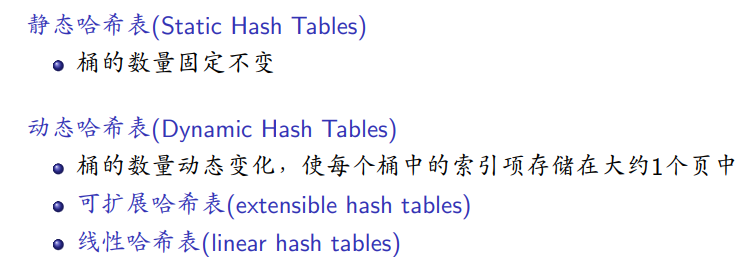 静态哈希表(Static Hash Tables)
桶的数量固定不变
动态哈希表(Dynamic Hash Tables)
桶的数量动态变化，使每个桶中的索引项存储在大约1个页中
可扩展哈希表(extensible hash tables)
线性哈希表(linear hash tables)